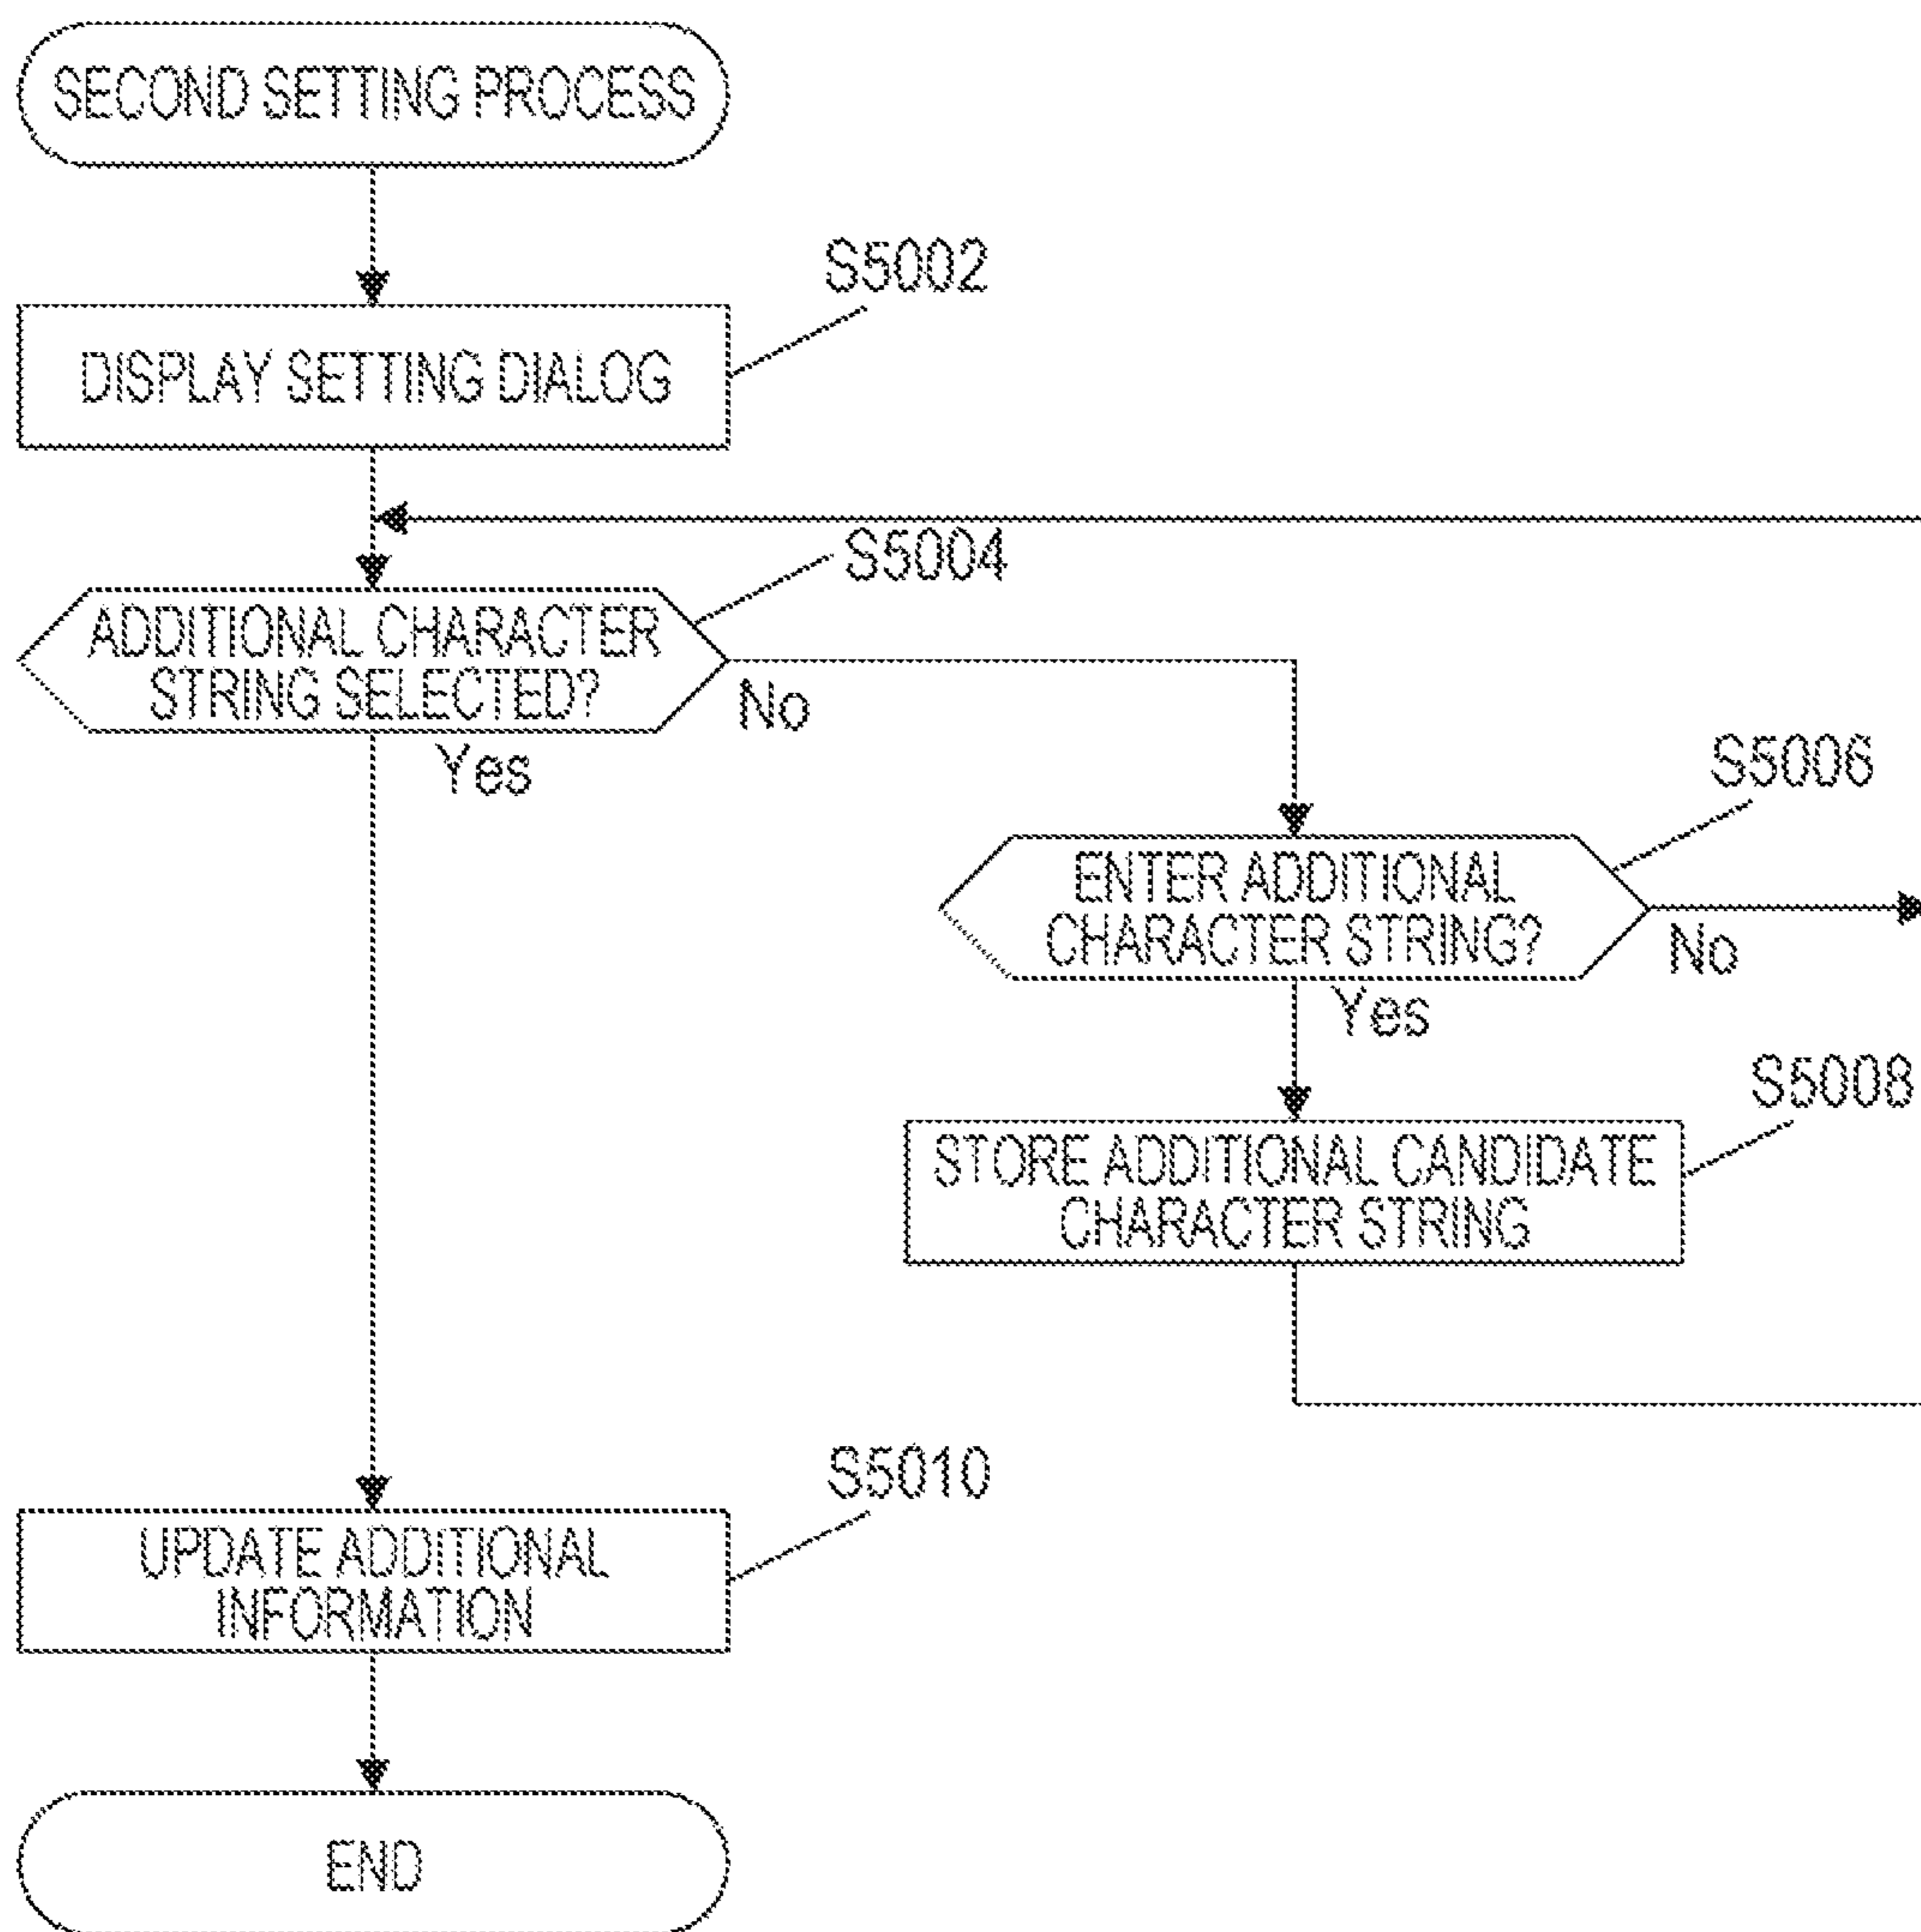 SECOND SETTING PROCESS
S5002
DISPLAY SETTING DIALOG
S5004
ADDITIONAL CHARACTER
STRING SELECTED?
No
Yes
S5006
ENTER ADDITIONAL
CHARACTER STRING?
No
Yes
S5008
STORE ADDITIONAL CANDIDATE
CHARACTER STRING
S5010
UPDATE ADDITIONAL
INFORMATION
END